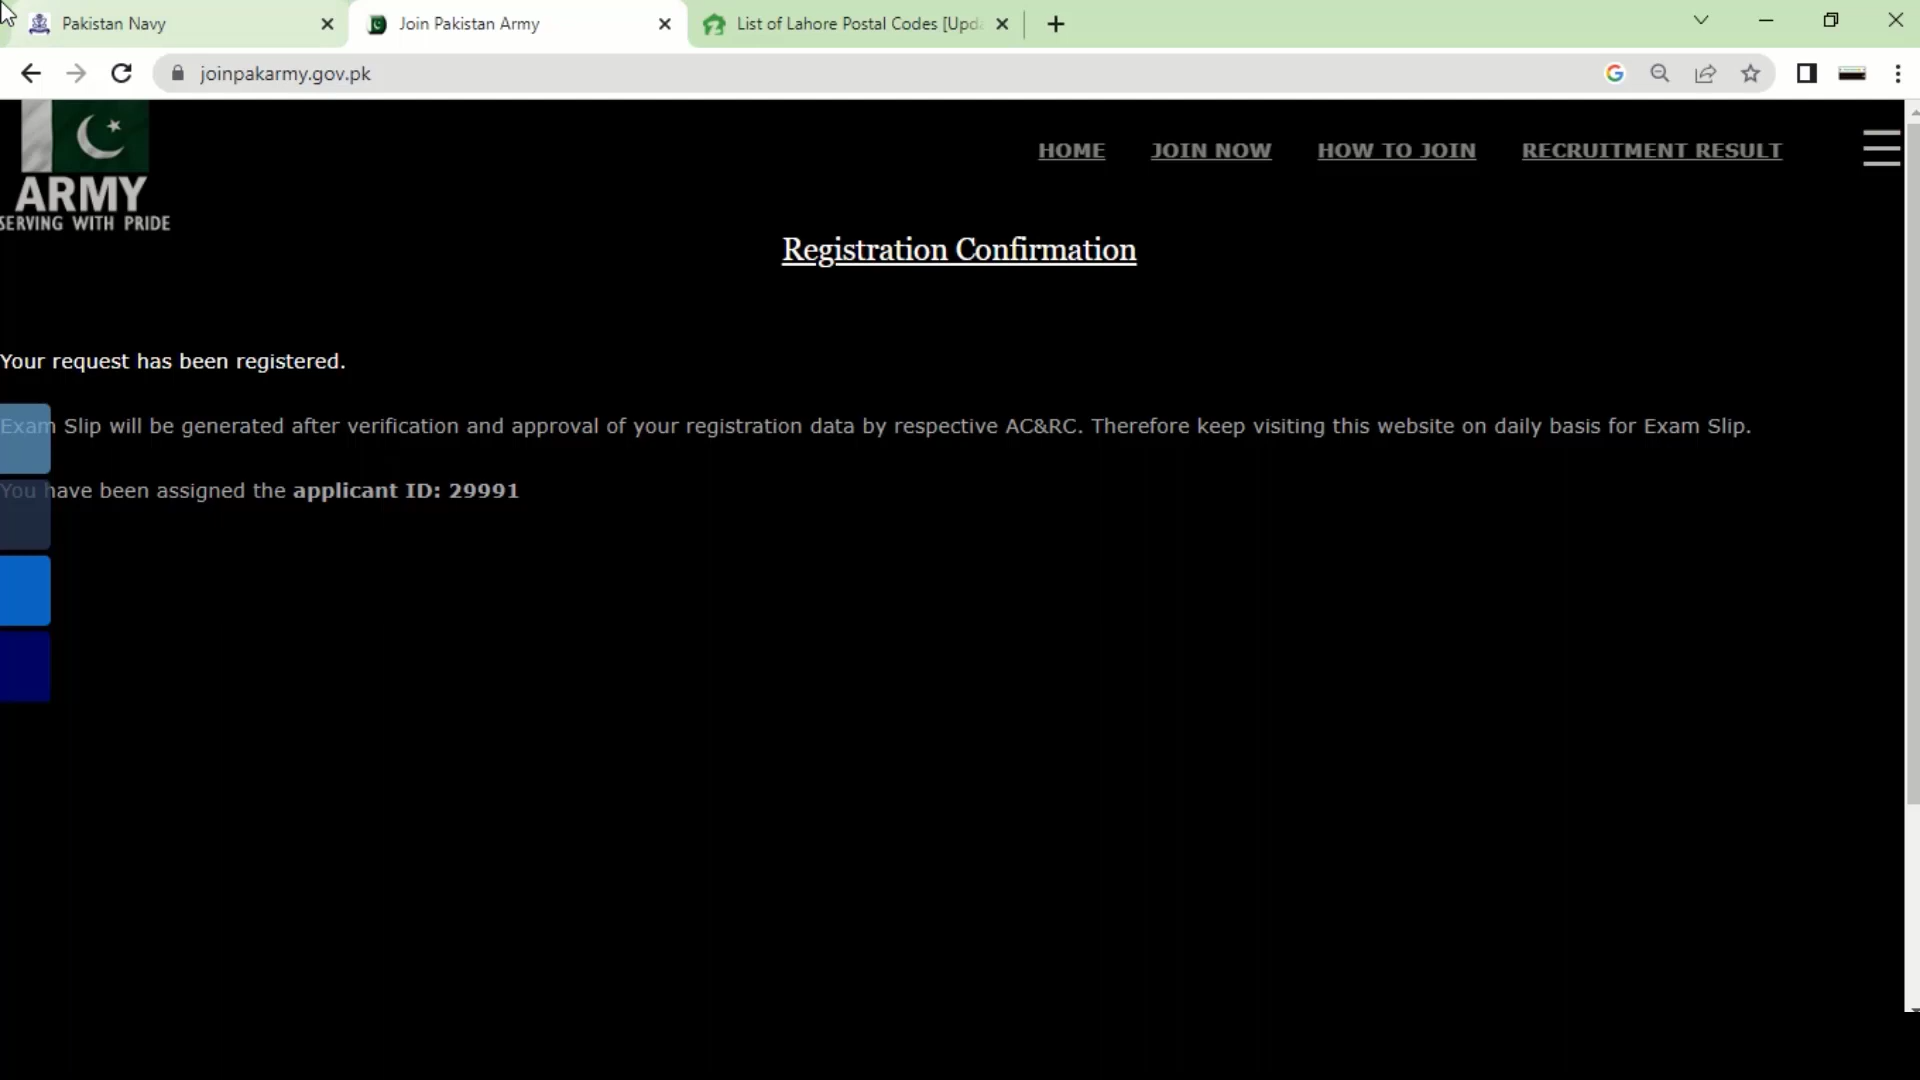 Pakistan Navy
Join Pakistan Army
List of Lahore Postal Codes [Upda
joinpakarmy.gov.pk
ARMY
SERVING WITH PRIDE
HOME
JOIN NOW
HOW TO JOIN
RECRUITMENT RESULT
Registration Confirmation
Your request has been registered.
Exam Slip will be generated after verification and approval of your registration data by respective AC&RC. Therefore keep visiting this website on daily basis for Exam Slip.
You have been assigned the applicant ID: 29991